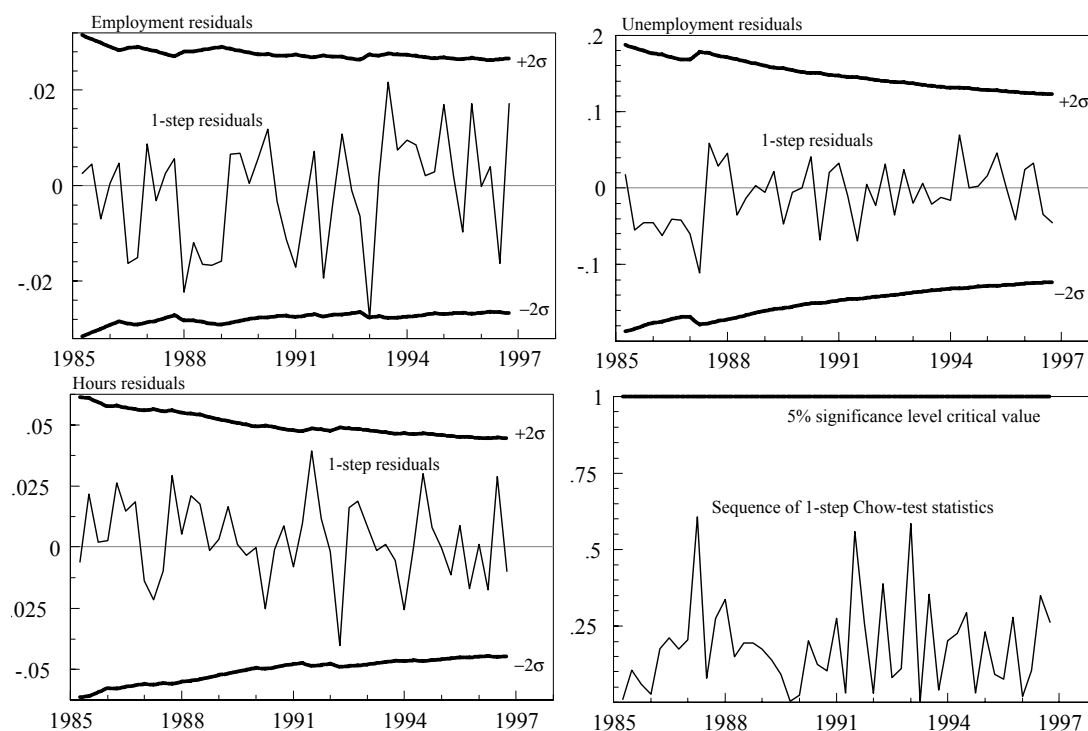 Employment residuals
+2σ
.02
1-step residuals
0
-.02
−2σ
1985 1988 1991 1994 1997
Unemployment residuals
.2
+2σ
.1
1-step residuals
0
-.1
−2σ
1985 1988 1991 1994 1997
Hours residuals
.05
+2σ
.025
1-step residuals
0
.025
-.05
−2σ
1985 1988 1991 1994 1997
1
5% significance level critical value
.75
Sequence of 1-step Chow-test statistics
.5
.25
1985 1988 1991 1994 1997